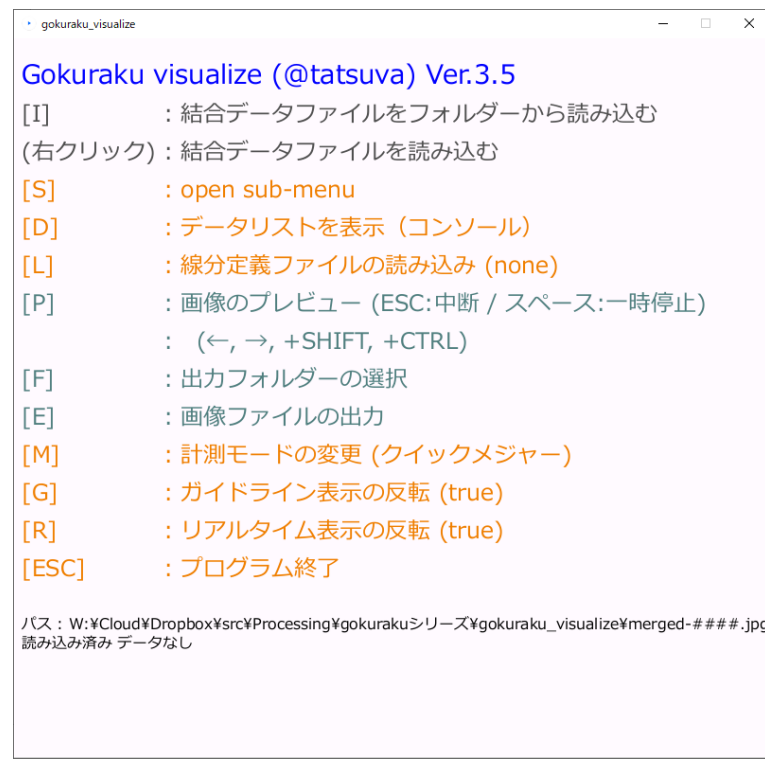 gokuraku_visualize
Gokuraku visualize (@tatsuva) Ver.3.5
[I] : 結合データファイルをフォルダーから読み込む
(右クリック) : 結合データファイルを読み込む
[S] : open sub-menu
[D] : データリストを表示（コンソール）
[L] : 線分定義ファイルの読み込み (none)
[P] : 画像のプレビュー (ESC:中断 / スペース:一時停止)
: (←, →, +SHIFT, +CTRL)
[F] : 出力フォルダーの選択
[E] : 画像ファイルの出力
[M] : 計測モードの変更 (クイックメジャー)
[G] : ガイドライン表示の反転 (true)
[R] : リアルタイム表示の反転 (true)
[ESC] : プログラム終了
パス : W:¥Cloud¥Dropbox¥src¥Processing¥gokurakuシリーズ¥gokuraku_visualize¥merged-####.jpg
読み込み済み データなし